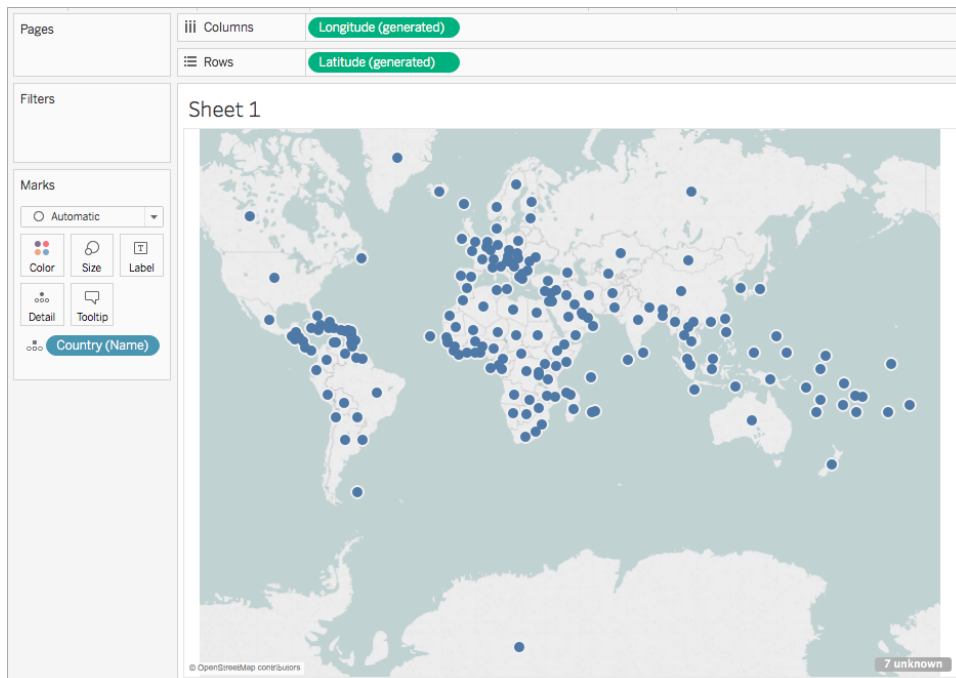 Pages
Columns
Longitude (generated)
Rows
Latitude (generated)
Filters
Sheet 1
Marks
Automatic
Color
Size
T
Label
Detail
Tooltip
Country (Name)
© OpenStreetMap contributors
7 unknown